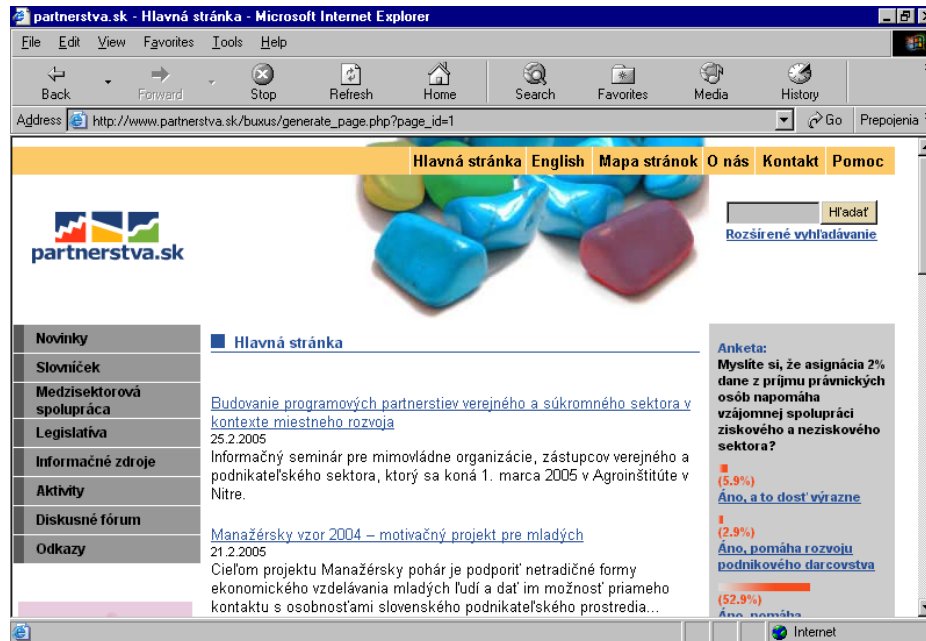 partnerstva.sk - Hlavná stránka - Microsoft Internet Explorer
File Edit View Favorites Tools Help
Back Forward Stop Refresh Home Search Favorites Media History
Address http://www.partnerstva.sk/buxus/generate_page.php?page_id=1 Go Prepojenia
Hlavná stránka English Mapa stránok O nás Kontakt Pomoc
partnerstva.sk
Hľadať
Rozšírené vyhľadávanie
Novinky
Slovníček
Medzisektorová
spolupráca
Legislatíva
Informačné zdroje
Aktivity
Diskusné fórum
Odkazy
Hlavná stránka
Budovanie programových partnerstiev verejného a súkromného sektora v
kontexte miestneho rozvoja
25.2.2005
Informačný seminár pre mimovládne organizácie, zástupcov verejného a
podnikateľského sektora, ktorý sa koná 1. marca 2005 v Agroinštitúte v
Nitre.
Manažérsky vzor 2004 – motivačný projekt pre mladých
21.2.2005
Cieľom projektu Manažérsky pohár je podporiť netradičné formy
ekonomického vzdelávania mladých ľudí a dať im možnosť priameho
kontaktu s osobnosťami slovenského podnikateľského prostredia...
Anketa:
Myslíte si, že asignácia 2%
dane z príjmu právnických
osôb napomáha
vzájomnej spolupráci
ziskového a neziskového
sektora?
(5.9%)
Áno, a to dosť výrazne
(2.9%)
Áno, pomáha rozvoju
podnikového darcovstva
(52.9%)
Áno, pomáha
Internet